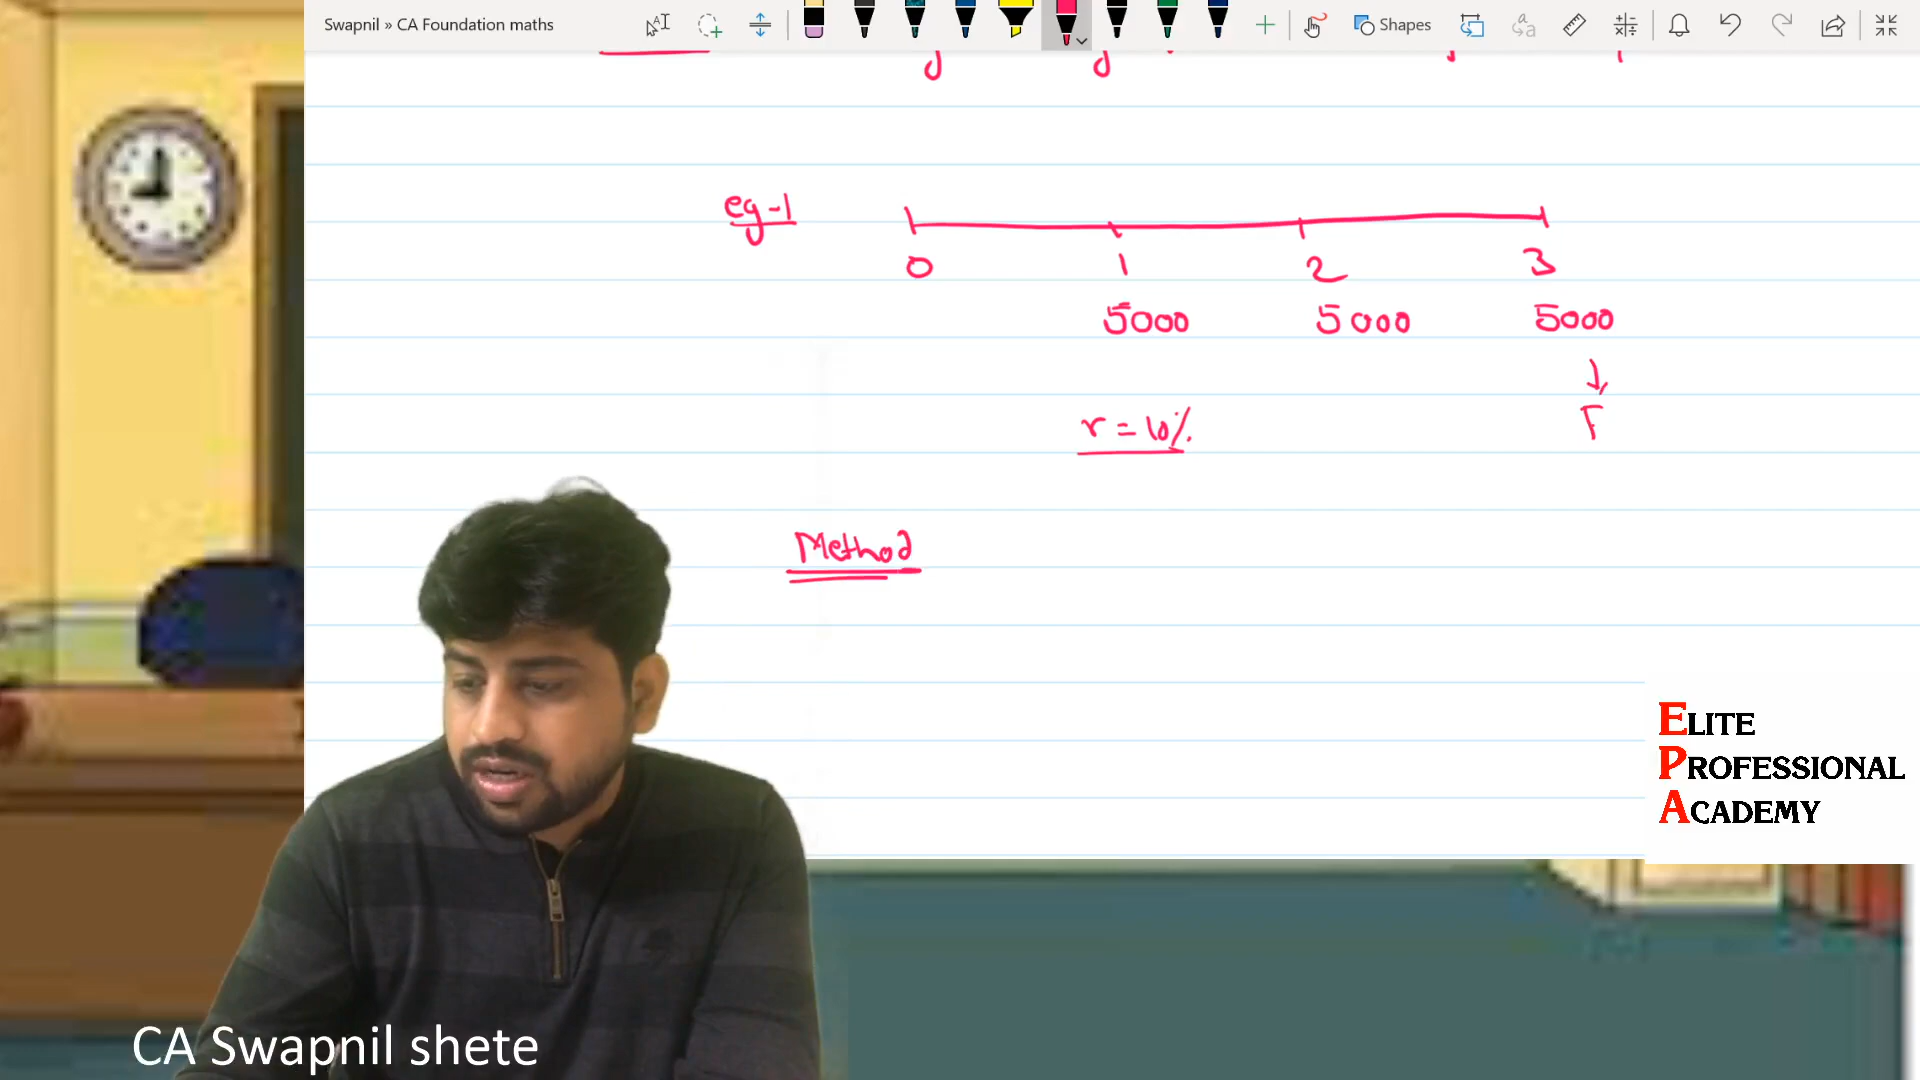 Swapnil » CA Foundation maths
Shapes
eg-1
0 1 2 3
5000 5000 5000
↓
r = 10%
Method
ELITE
PROFESSIONAL
ACADEMY
CA Swapnil shete